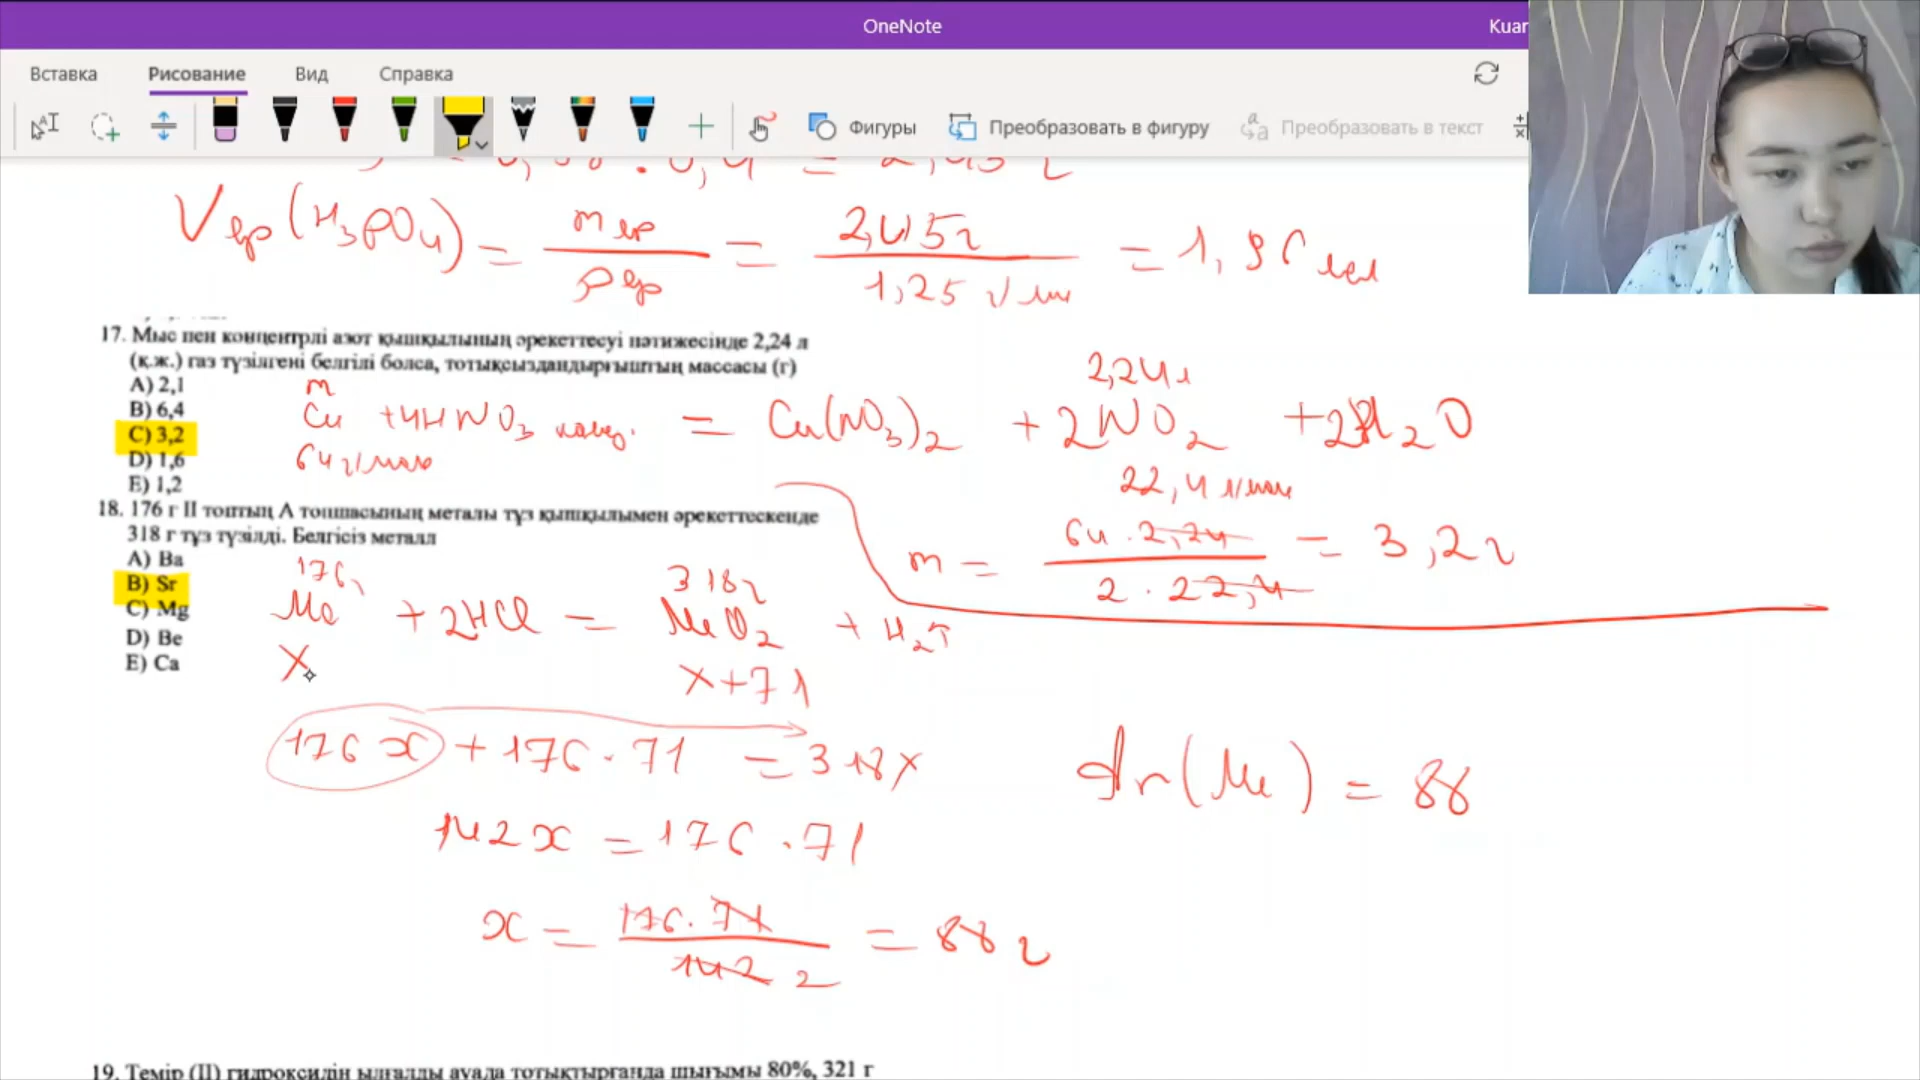 OneNote
Kuan
Вставка Рисование Вид Справка
Фигуры Преобразовать в фигуру Преобразовать в текст
Vер(H3PO4) = mер / ρер = 2,45г / 1,25 г/мл = 1,96 мл
17. Мыс пен концентрлі азот қышқылының әрекеттесуі нәтижесінде 2,24 л
(қ.ж.) газ түзілгені белгілі болса, тотықсыздандырғыштың массасы (г)
A) 2,1
B) 6,4
C) 3,2
D) 1,6
E) 1,2
m 2,24л
Cu + 4HNO3 конц. = Cu(NO3)2 + 2NO2 + 2H2O
64 г/моль 22,4 л/моль
m = 64 · 2,24 / 2 · 22,4 = 3,2г
18. 176 г II топтың А топшасының металы тұз қышқылымен әрекеттескенде
318 г тұз түзілді. Белгісіз металл
A) Ba
B) Sr
C) Mg
D) Be
E) Ca
176г 318г
Me + 2HCl = MeCl2 + H2↑
X X+71
176x + 176·71 = 318x
142x = 176·71
x = 176·71 / 142 2 = 88 г
Ar(Me) = 88
19. Темір (II) гидроксидін ылғалды ауада тотықтырғанда шығымы 80%, 321 г